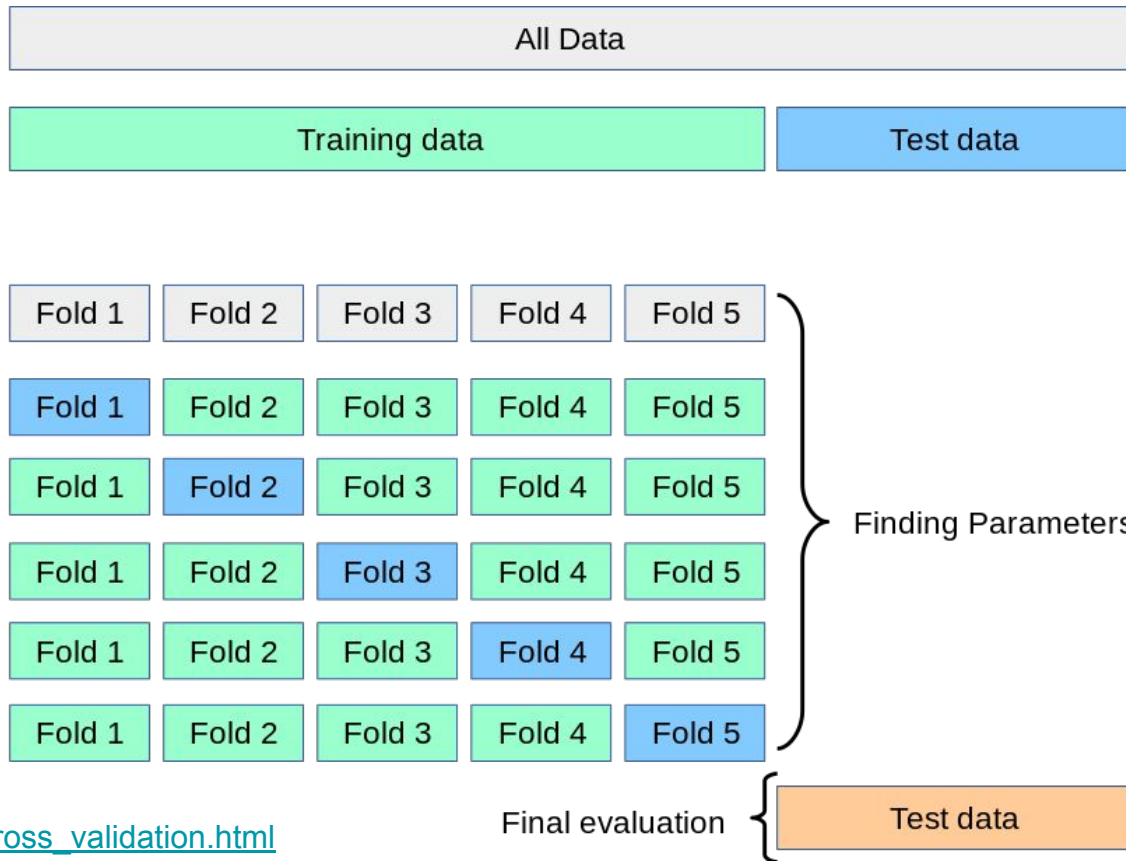 All Data
Training data Test data
Fold 1 Fold 2 Fold 3 Fold 4 Fold 5
Fold 1 Fold 2 Fold 3 Fold 4 Fold 5
Fold 1 Fold 2 Fold 3 Fold 4 Fold 5
Finding Parameters
Fold 1 Fold 2 Fold 3 Fold 4 Fold 5
Fold 1 Fold 2 Fold 3 Fold 4 Fold 5
Fold 1 Fold 2 Fold 3 Fold 4 Fold 5
Final evaluation Test data
ross_validation.html